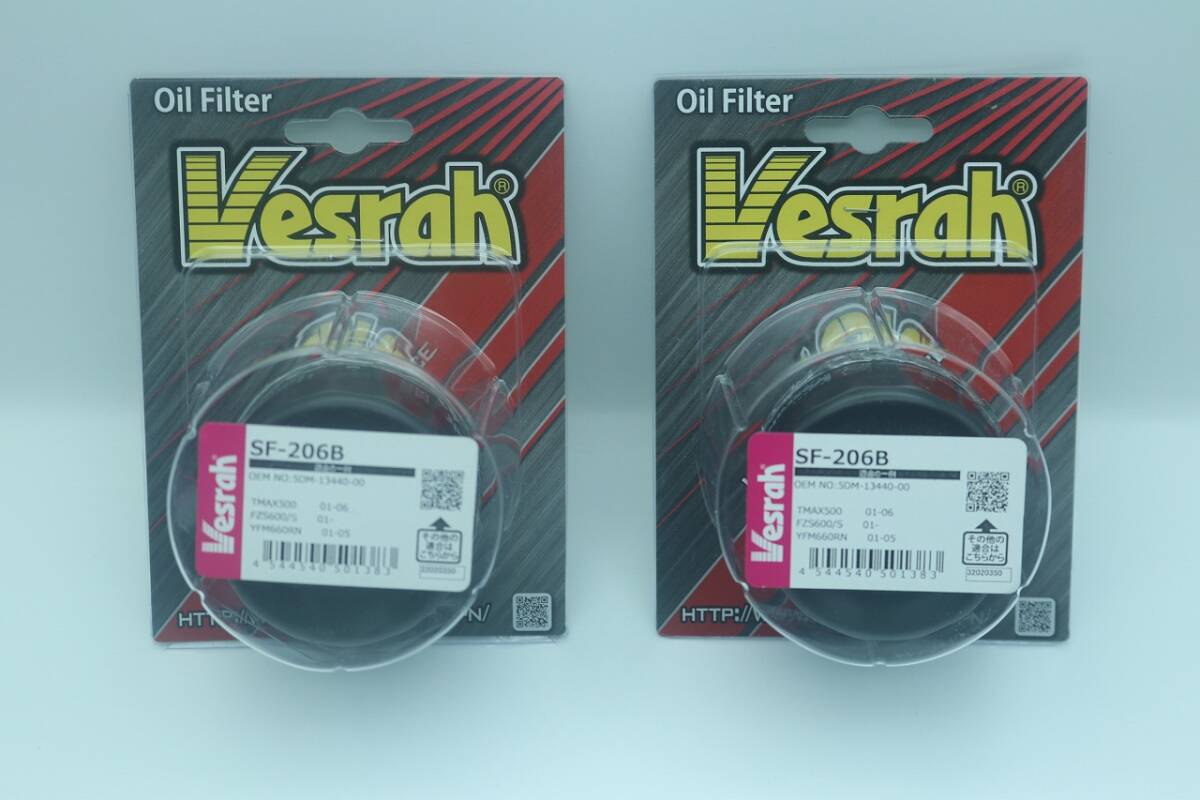 Oil Filter
Vesrah®
Vesrah
SF-206B
OEM NO:5DM-13440-00
TMAX500 01-06
FZS600/S 01-
YFM660RN 01-05
4 544540 501383
その他の
適合は
こちらから
32020350
HTTP://
Oil Filter
Vesrah®
Vesrah
SF-206B
OEM NO:5DM-13440-00
TMAX500 01-06
FZS600/S 01-
YFM660RN 01-05
4 544540 501383
その他の
適合は
こちらから
32020350
HTTP://